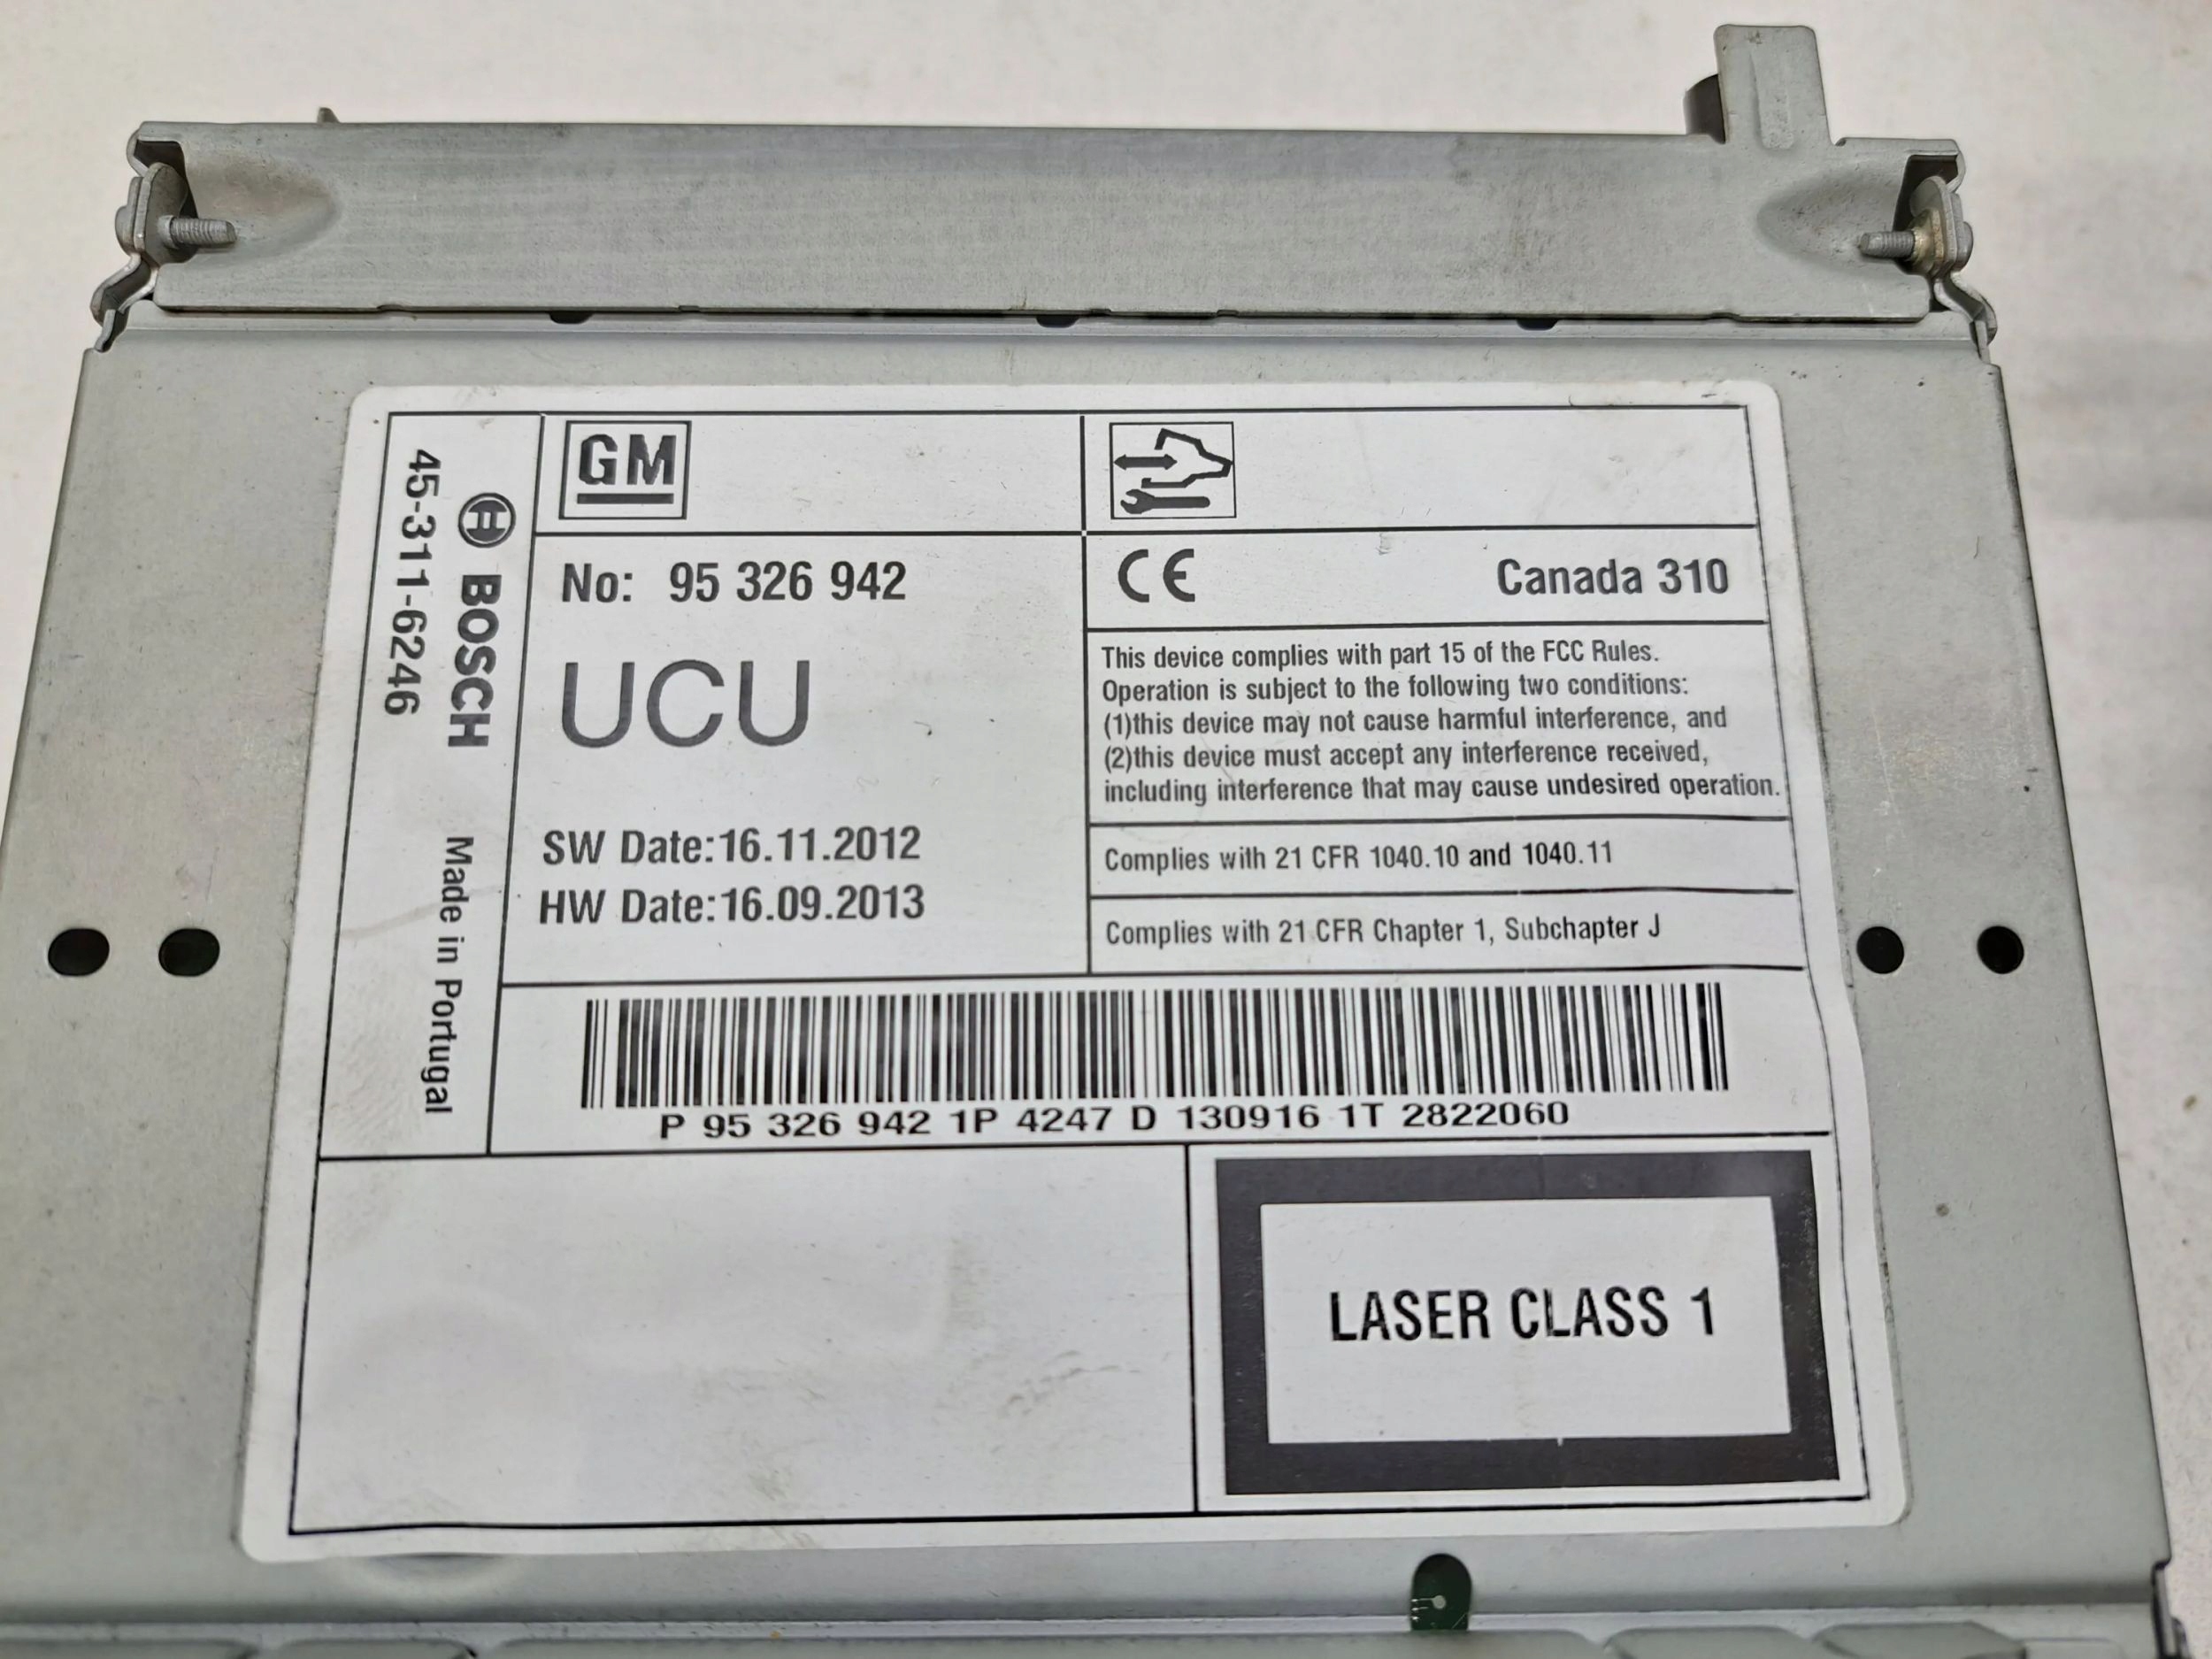 GM
No: 95 326 942
UCU
SW Date:16.11.2012
HW Date:16.09.2013
CE Canada 310
This device complies with part 15 of the FCC Rules.
Operation is subject to the following two conditions:
(1)this device may not cause harmful interference, and
(2)this device must accept any interference received,
including interference that may cause undesired operation.
Complies with 21 CFR 1040.10 and 1040.11
Complies with 21 CFR Chapter 1, Subchapter J
BOSCH Made in Portugal
45-311-6246
P 95 326 942 1P 4247 D 130916 1T 2822060
LASER CLASS 1